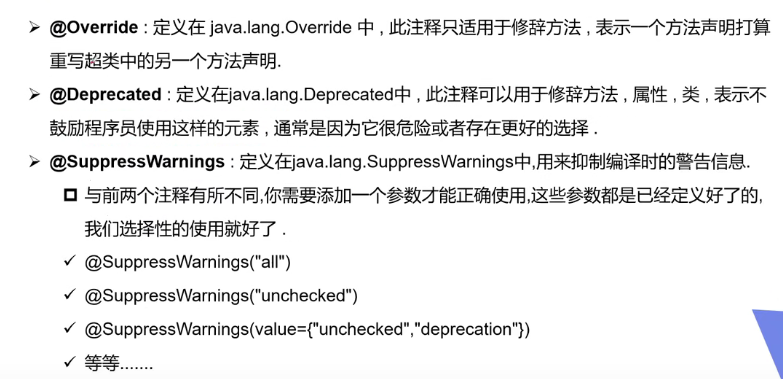 ➢ @Override : 定义在 java.lang.Override 中 , 此注释只适用于修辞方法 , 表示一个方法声明打算
重写超类中的另一个方法声明.
➢ @Deprecated : 定义在java.lang.Deprecated中 , 此注释可以用于修辞方法 , 属性 , 类 , 表示不
鼓励程序员使用这样的元素 , 通常是因为它很危险或者存在更好的选择 .
➢ @SuppressWarnings : 定义在java.lang.SuppressWarnings中,用来抑制编译时的警告信息.
◻ 与前两个注释有所不同,你需要添加一个参数才能正确使用,这些参数都是已经定义好了的,
我们选择性的使用就好了 .
✓ @SuppressWarnings("all")
✓ @SuppressWarnings("unchecked")
✓ @SuppressWarnings(value={"unchecked","deprecation"})
✓ 等等.......